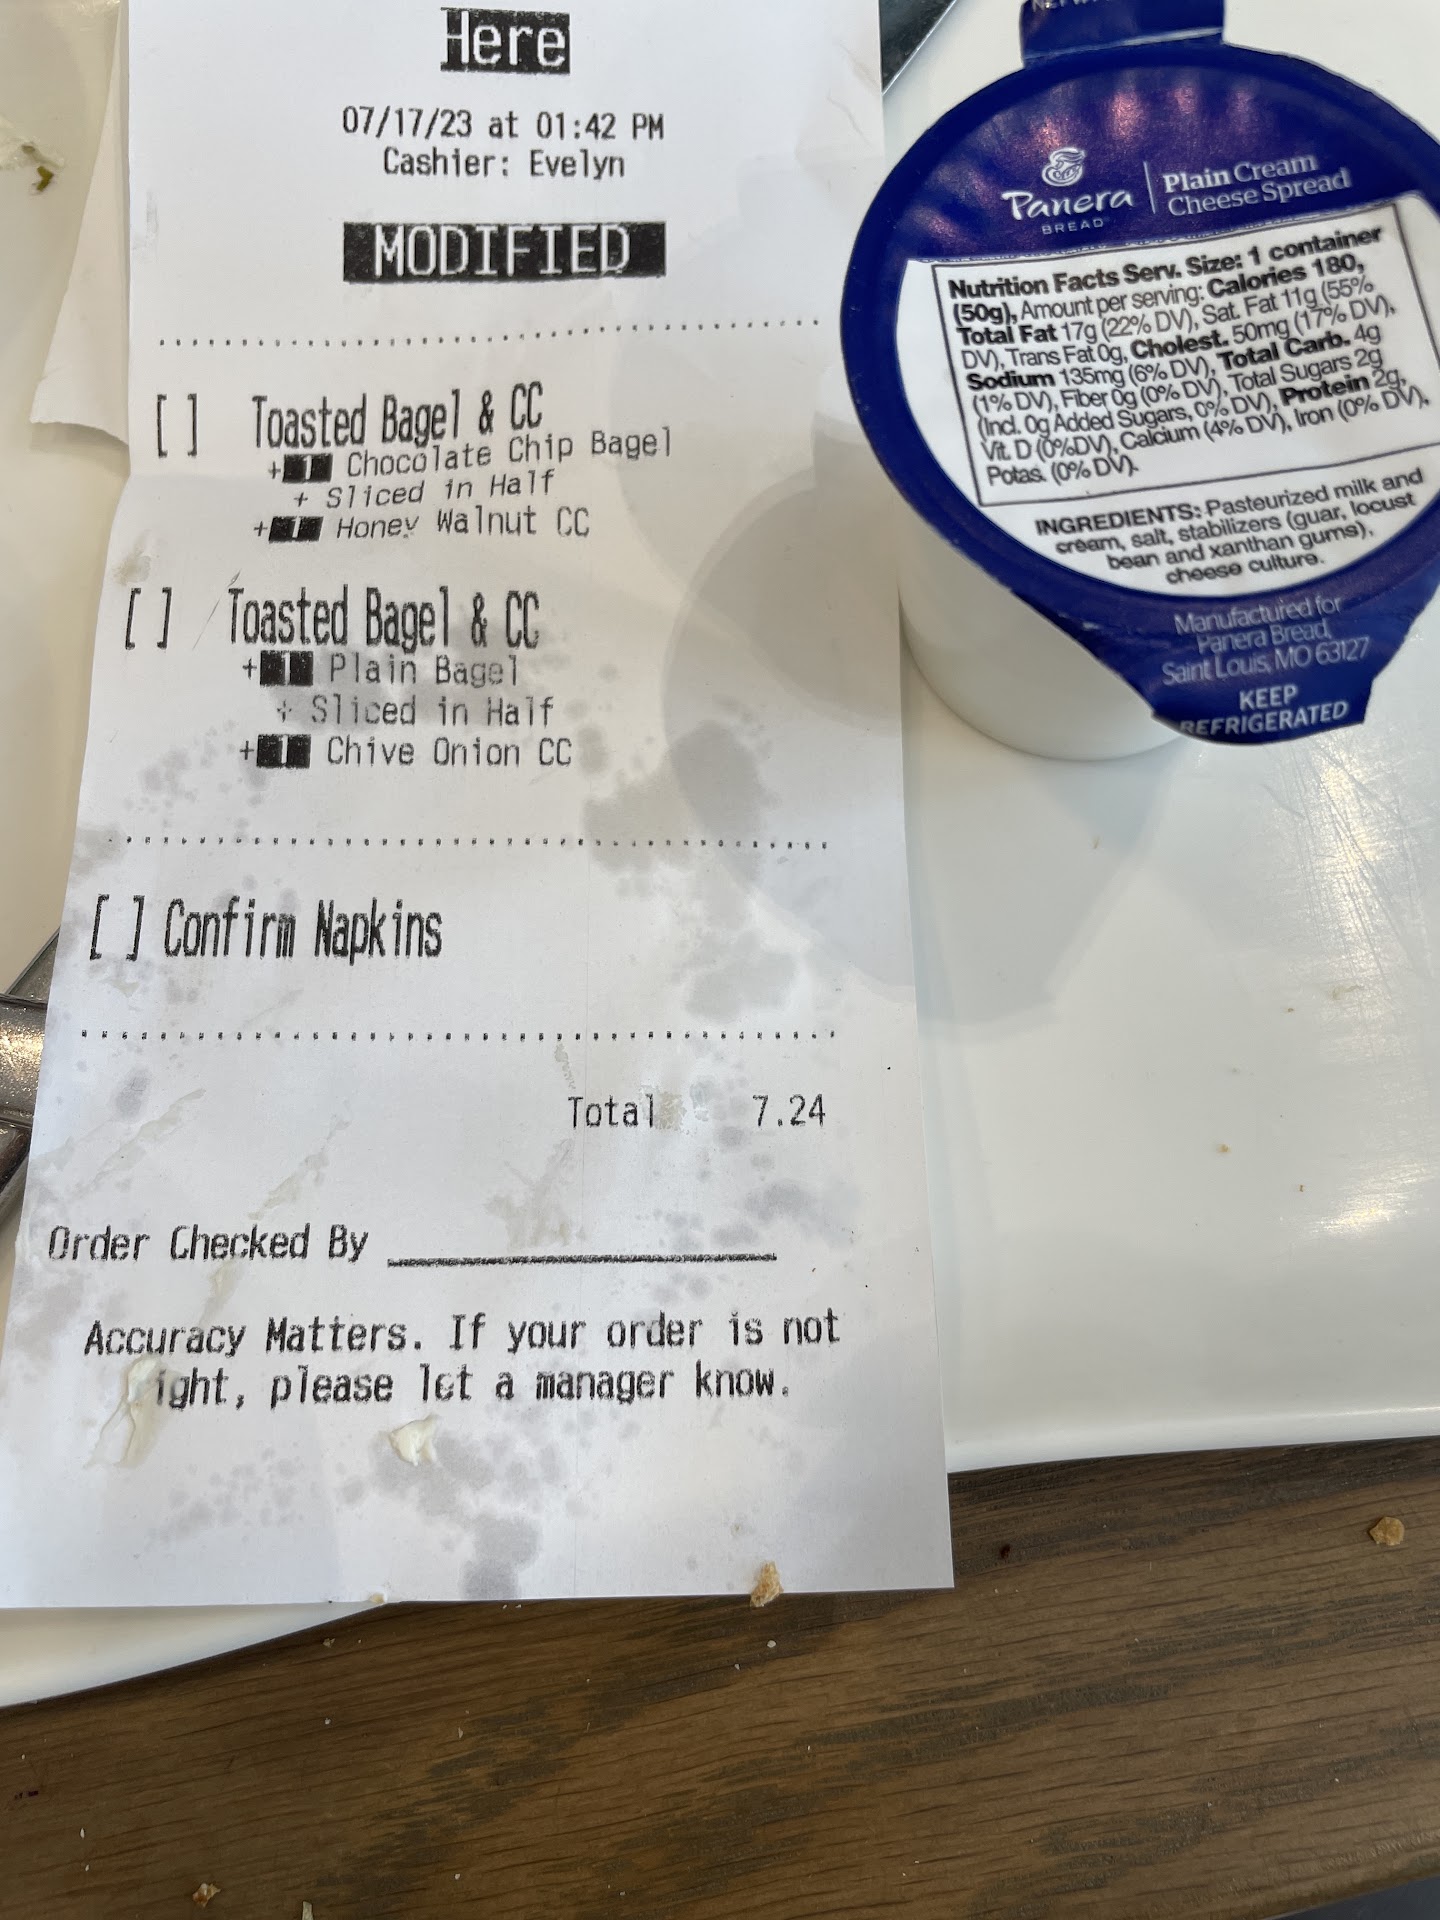 Here
07/17/23 at 01:42 PM
Cashier: Evelyn
MODIFIED
[ ] Toasted Bagel & CC
+ 1 Chocolate Chip Bagel
+ Sliced in Half
+ 1 Honey Walnut CC
[ ] Toasted Bagel & CC
+ 1 Plain Bagel
+ Sliced in Half
+ 1 Chive Onion CC
[ ] Confirm Napkins
Total 7.24
Order Checked By
Accuracy Matters. If your order is not
ight, please let a manager know.
Panera
BREAD
Plain Cream
Cheese Spread
Nutrition Facts Serv. Size: 1 container
(50g), Amount per serving: Calories 180,
Total Fat 17g (22% DV), Sat. Fat 11g (55%
DV), Trans Fat 0g, Cholest. 50mg (17% DV),
Sodium 135mg (6% DV), Total Carb. 4g
(1% DV), Fiber 0g (0% DV), Total Sugars 2g
(Incl. 0g Added Sugars, 0% DV), Protein 2g,
Vit. D (0%DV), Calcium (4% DV), Iron (0% DV),
Potas. (0% DV).
INGREDIENTS: Pasteurized milk and
cream, salt, stabilizers (guar, locust
bean and xanthan gums),
cheese culture.
Manufactured for
Panera Bread,
Saint Louis, MO 63127
KEEP
REFRIGERATED